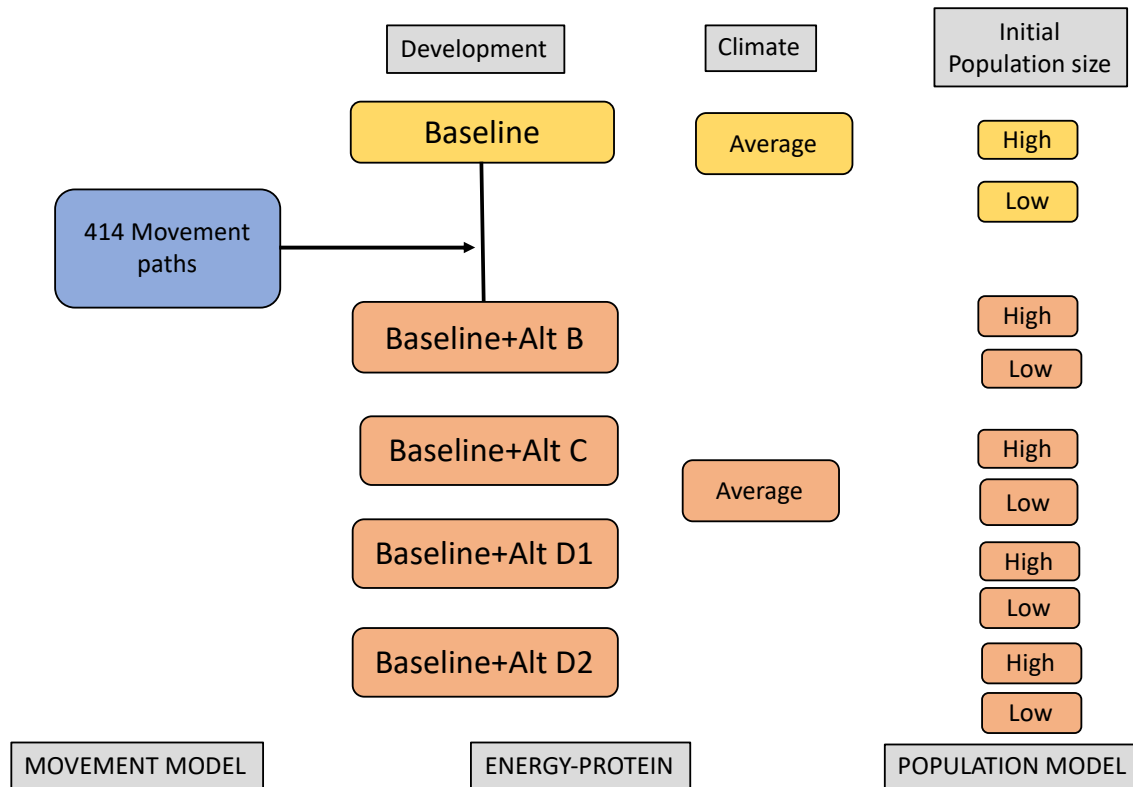 Development
Climate
Initial
Population size
Baseline
Average
High
Low
414 Movement
paths
Baseline+Alt B
High
Low
Baseline+Alt C
High
Average
Low
Baseline+Alt D1
High
Low
Baseline+Alt D2
High
Low
MOVEMENT MODEL
ENERGY-PROTEIN
POPULATION MODEL